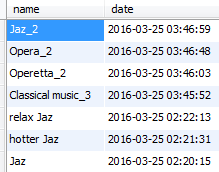 name date
Jaz_2 2016-03-25 03:46:59
Opera_2 2016-03-25 03:46:48
Operetta_2 2016-03-25 03:46:03
Classical music_3 2016-03-25 03:45:52
relax Jaz 2016-03-25 02:22:13
hotter Jaz 2016-03-25 02:21:31
Jaz 2016-03-25 02:20:15